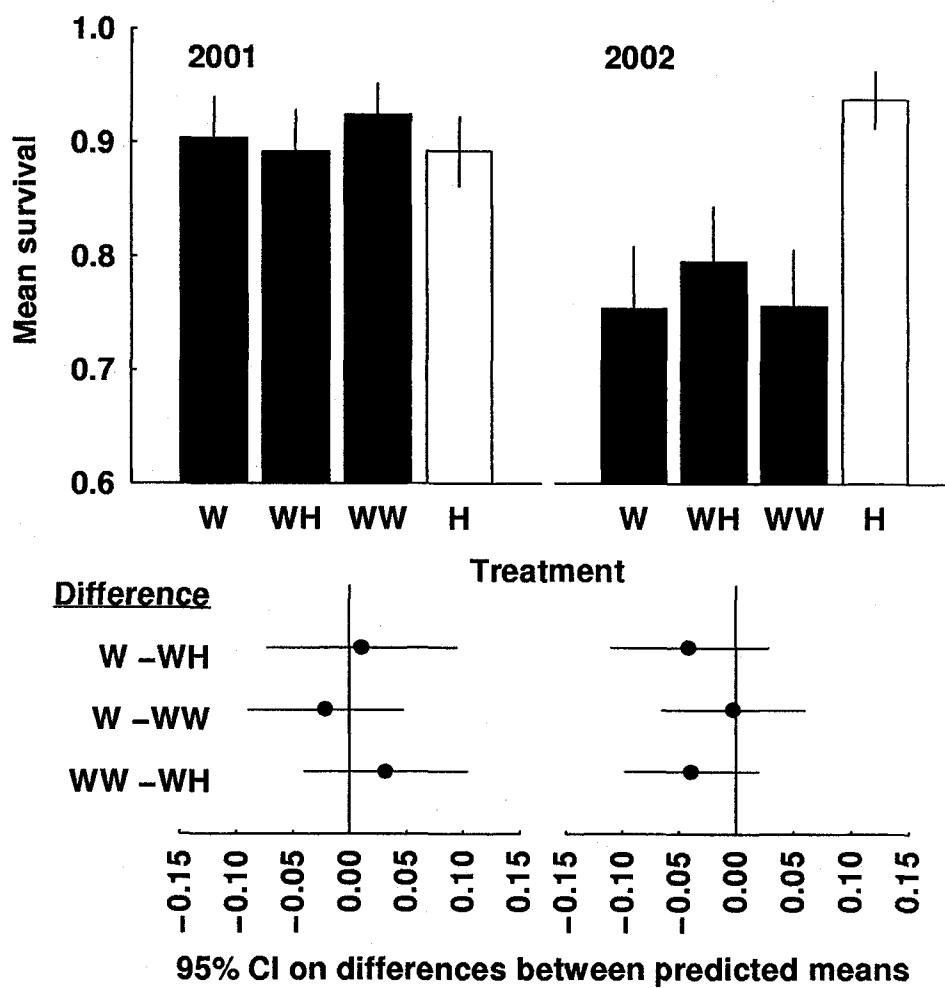 1.0
0.9
0.8
0.7
0.6
Mean survival
2001
2002
W WH WW H
W WH WW H
Treatment
Difference
W –WH
W –WW
WW –WH
–0.15 –0.10 –0.05 0.00 0.05 0.10 0.15
–0.15 –0.10 –0.05 0.00 0.05 0.10 0.15
95% CI on differences between predicted means